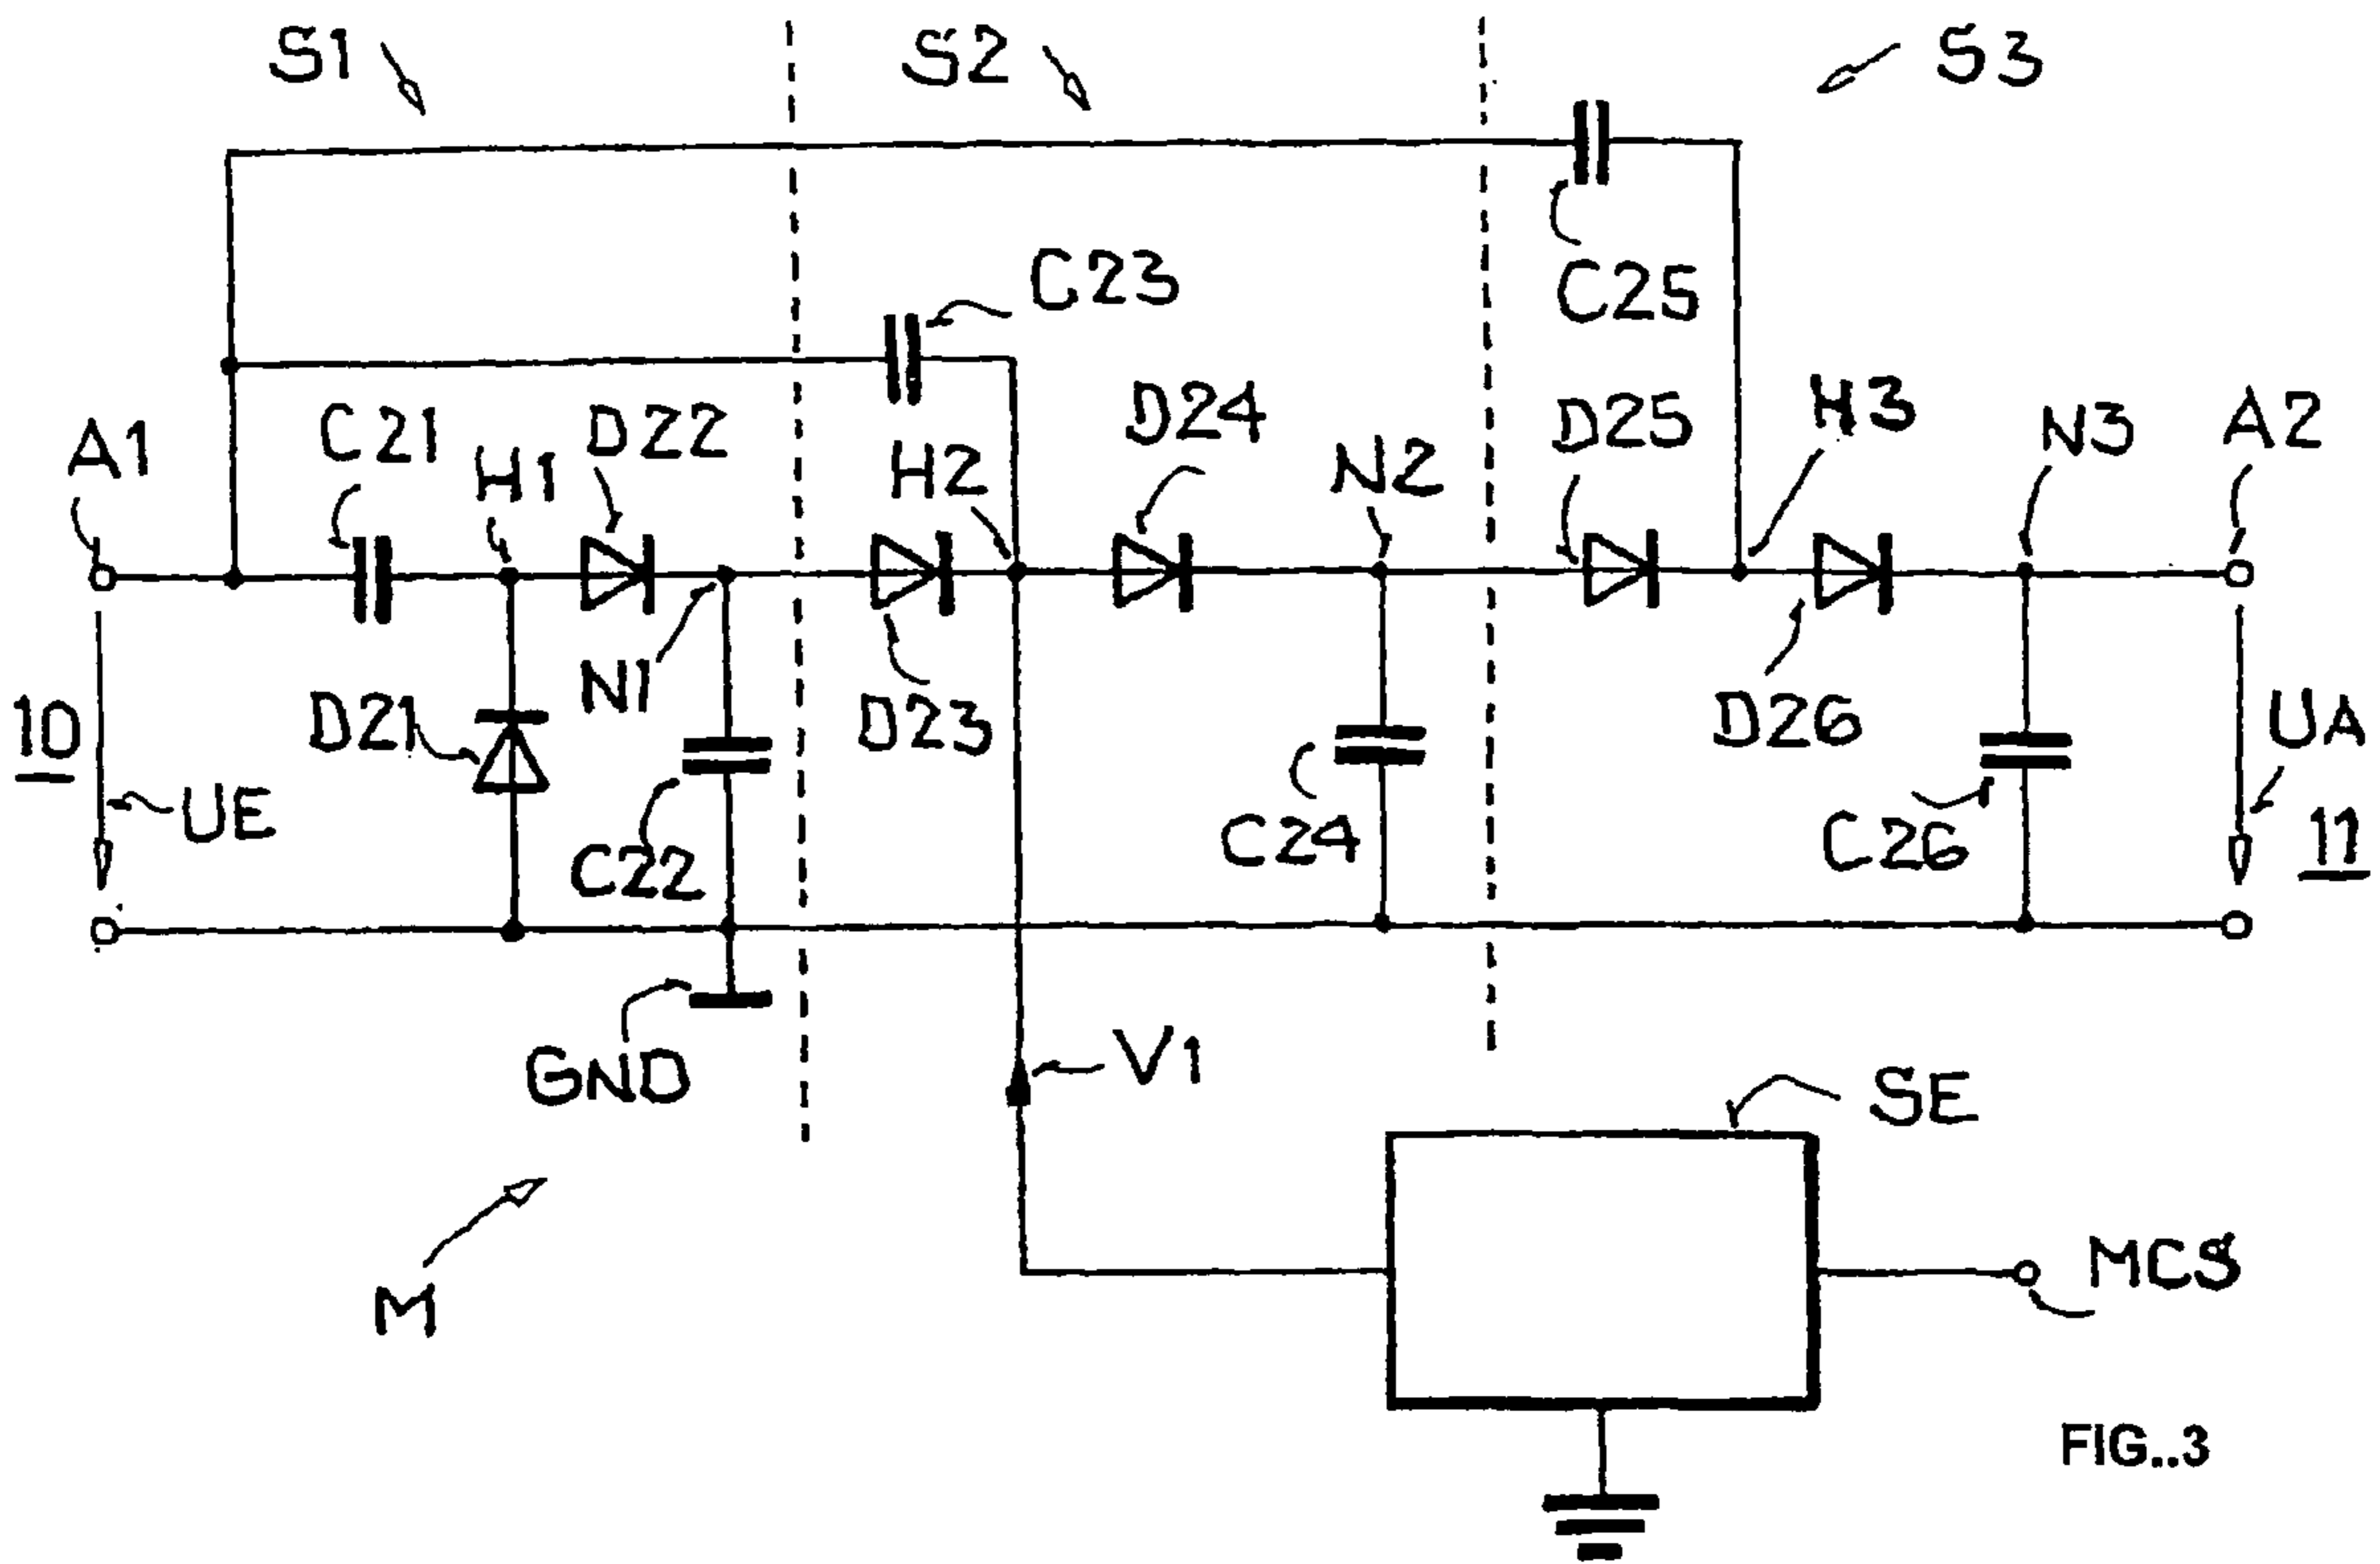 S1
S2
S3
C23
C25
A1
C21
H1
D22
H2
D24
N2
D25
H3
N3
A2
10
UE
D21
N1
C22
D23
C24
D26
C26
UA
11
GND
V1
SE
M
MCS
FIG..3